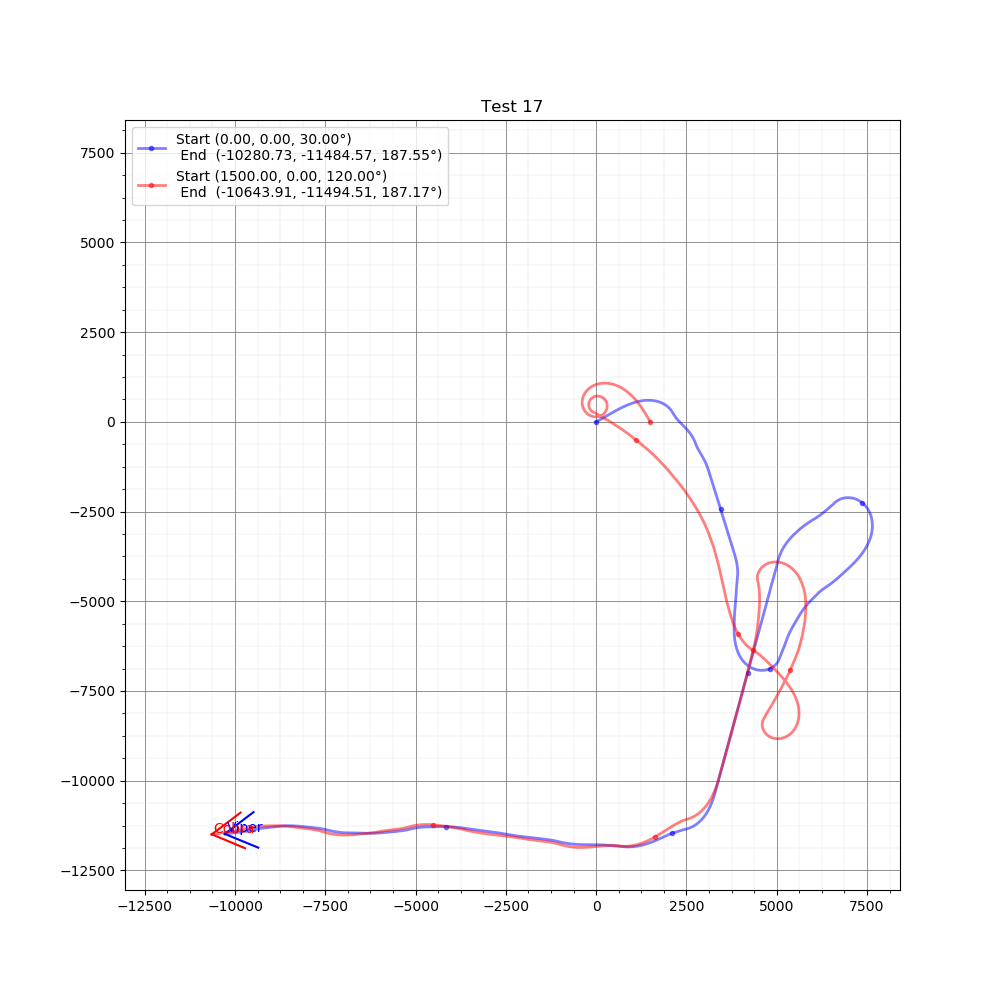 Test 17
Start (0.00, 0.00, 30.00°)
End (-10280.73, -11484.57, 187.55°)
Start (1500.00, 0.00, 120.00°)
End (-10643.91, -11494.51, 187.17°)
7500
5000
2500
0
−2500
−5000
−7500
−10000
−12500
−12500 −10000 −7500 −5000 −2500 0 2500 5000 7500